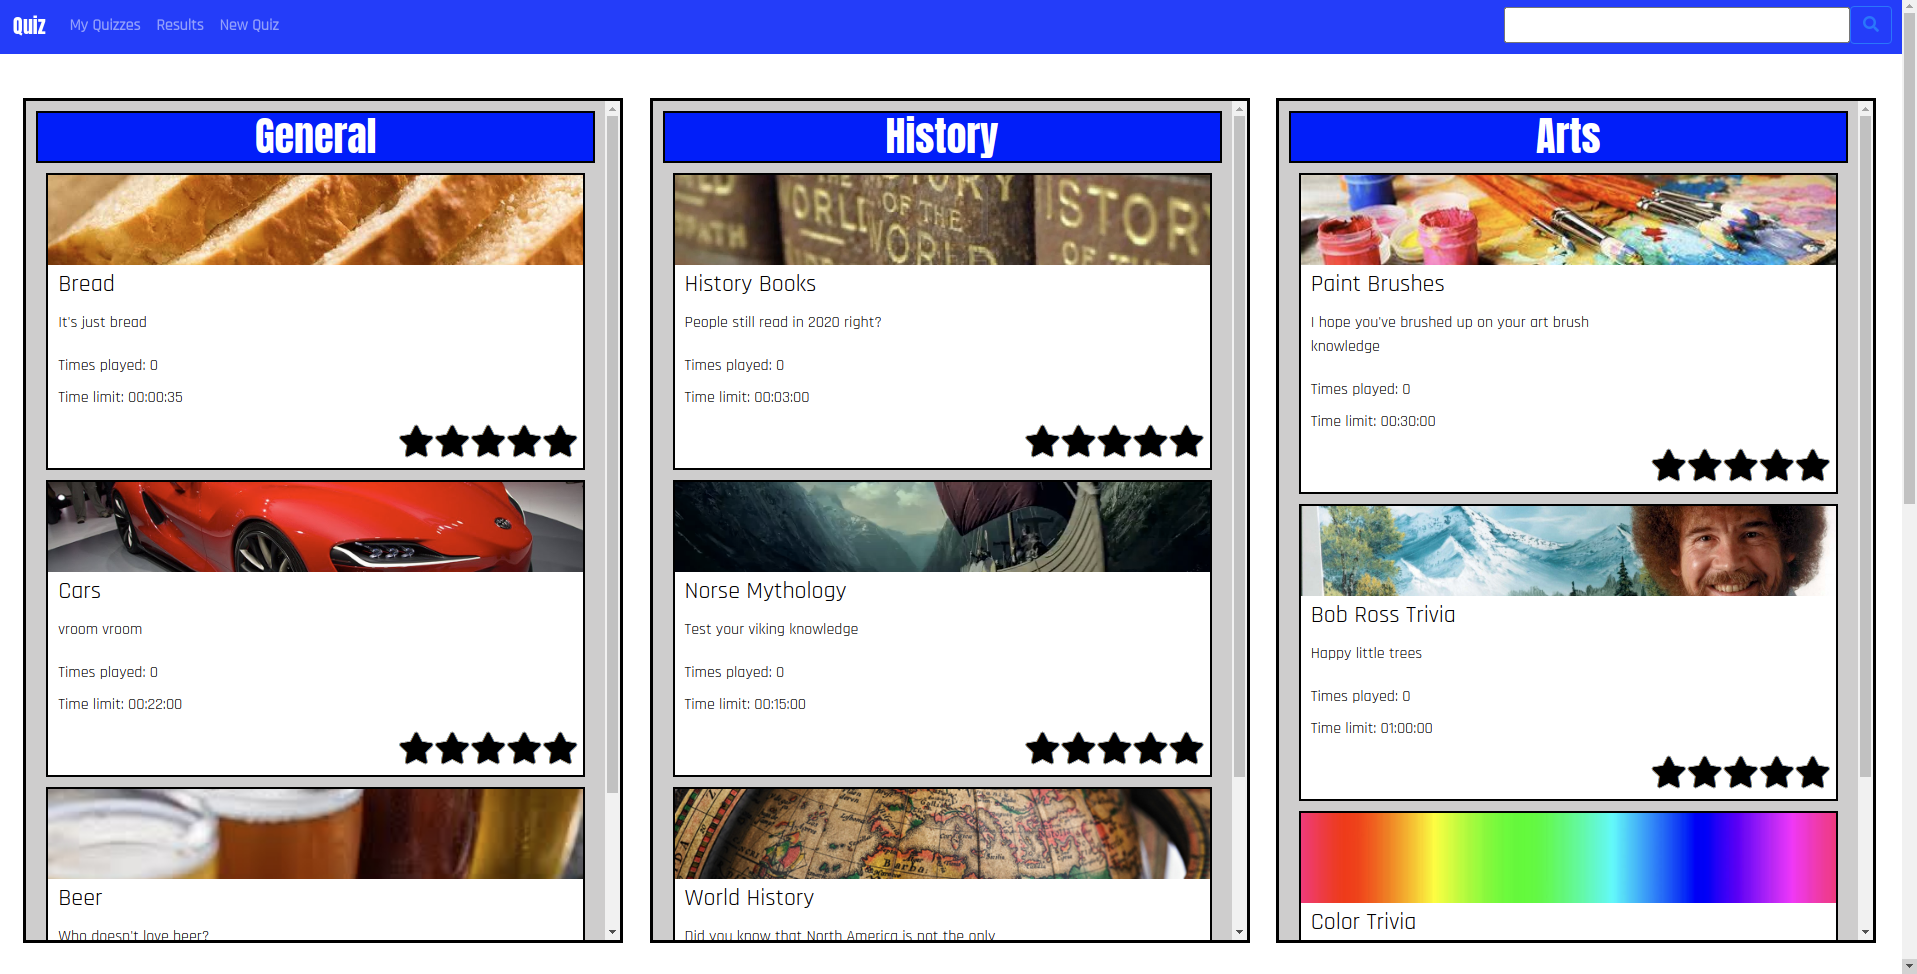 Quiz My Quizzes Results New Quiz
General
Bread
It's just bread
Times played: 0
Time limit: 00:00:35
Cars
vroom vroom
Times played: 0
Time limit: 00:22:00
Beer
Who doesn't love beer?
History
OF THE
WORLD
History Books
People still read in 2020 right?
Times played: 0
Time limit: 00:03:00
Norse Mythology
Test your viking knowledge
Times played: 0
Time limit: 00:15:00
World History
Did you know that North America is not the only
Arts
Paint Brushes
I hope you've brushed up on your art brush
knowledge
Times played: 0
Time limit: 00:30:00
Bob Ross Trivia
Happy little trees
Times played: 0
Time limit: 01:00:00
Color Trivia